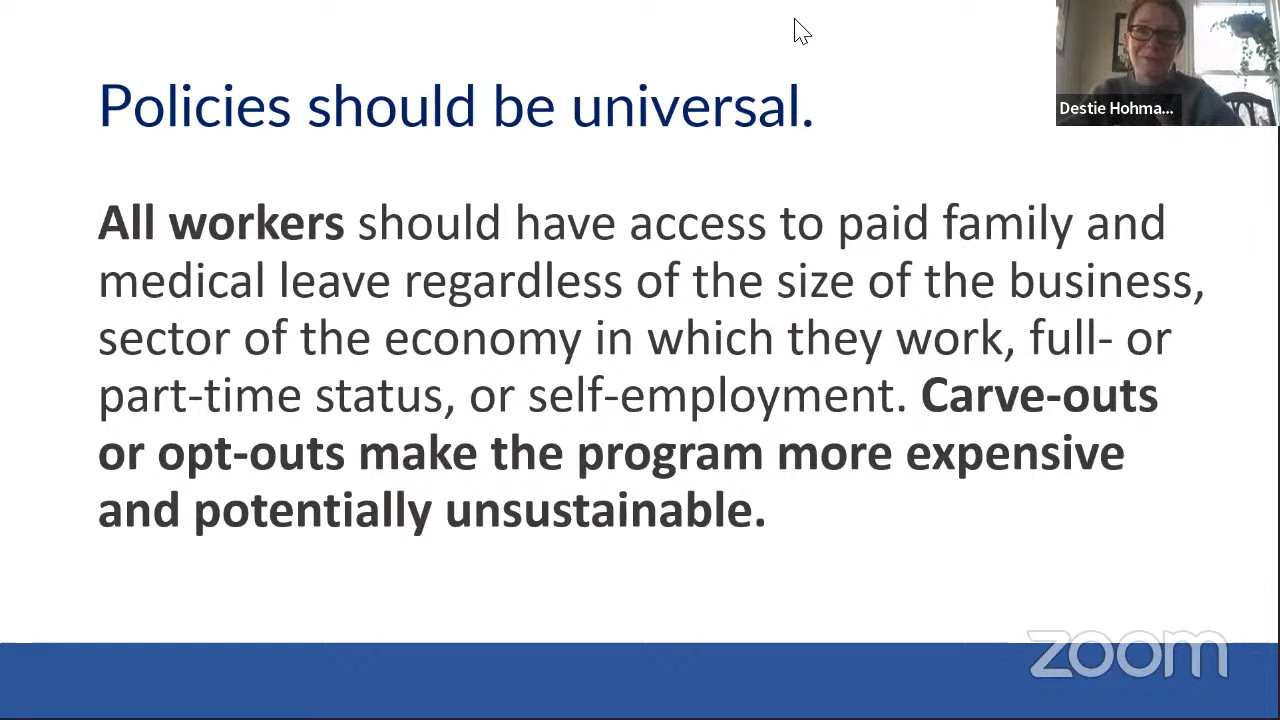 Policies should be universal.
Destie Hohma...
All workers should have access to paid family and
medical leave regardless of the size of the business,
sector of the economy in which they work, full- or
part-time status, or self-employment. Carve-outs
or opt-outs make the program more expensive
and potentially unsustainable.
zoom